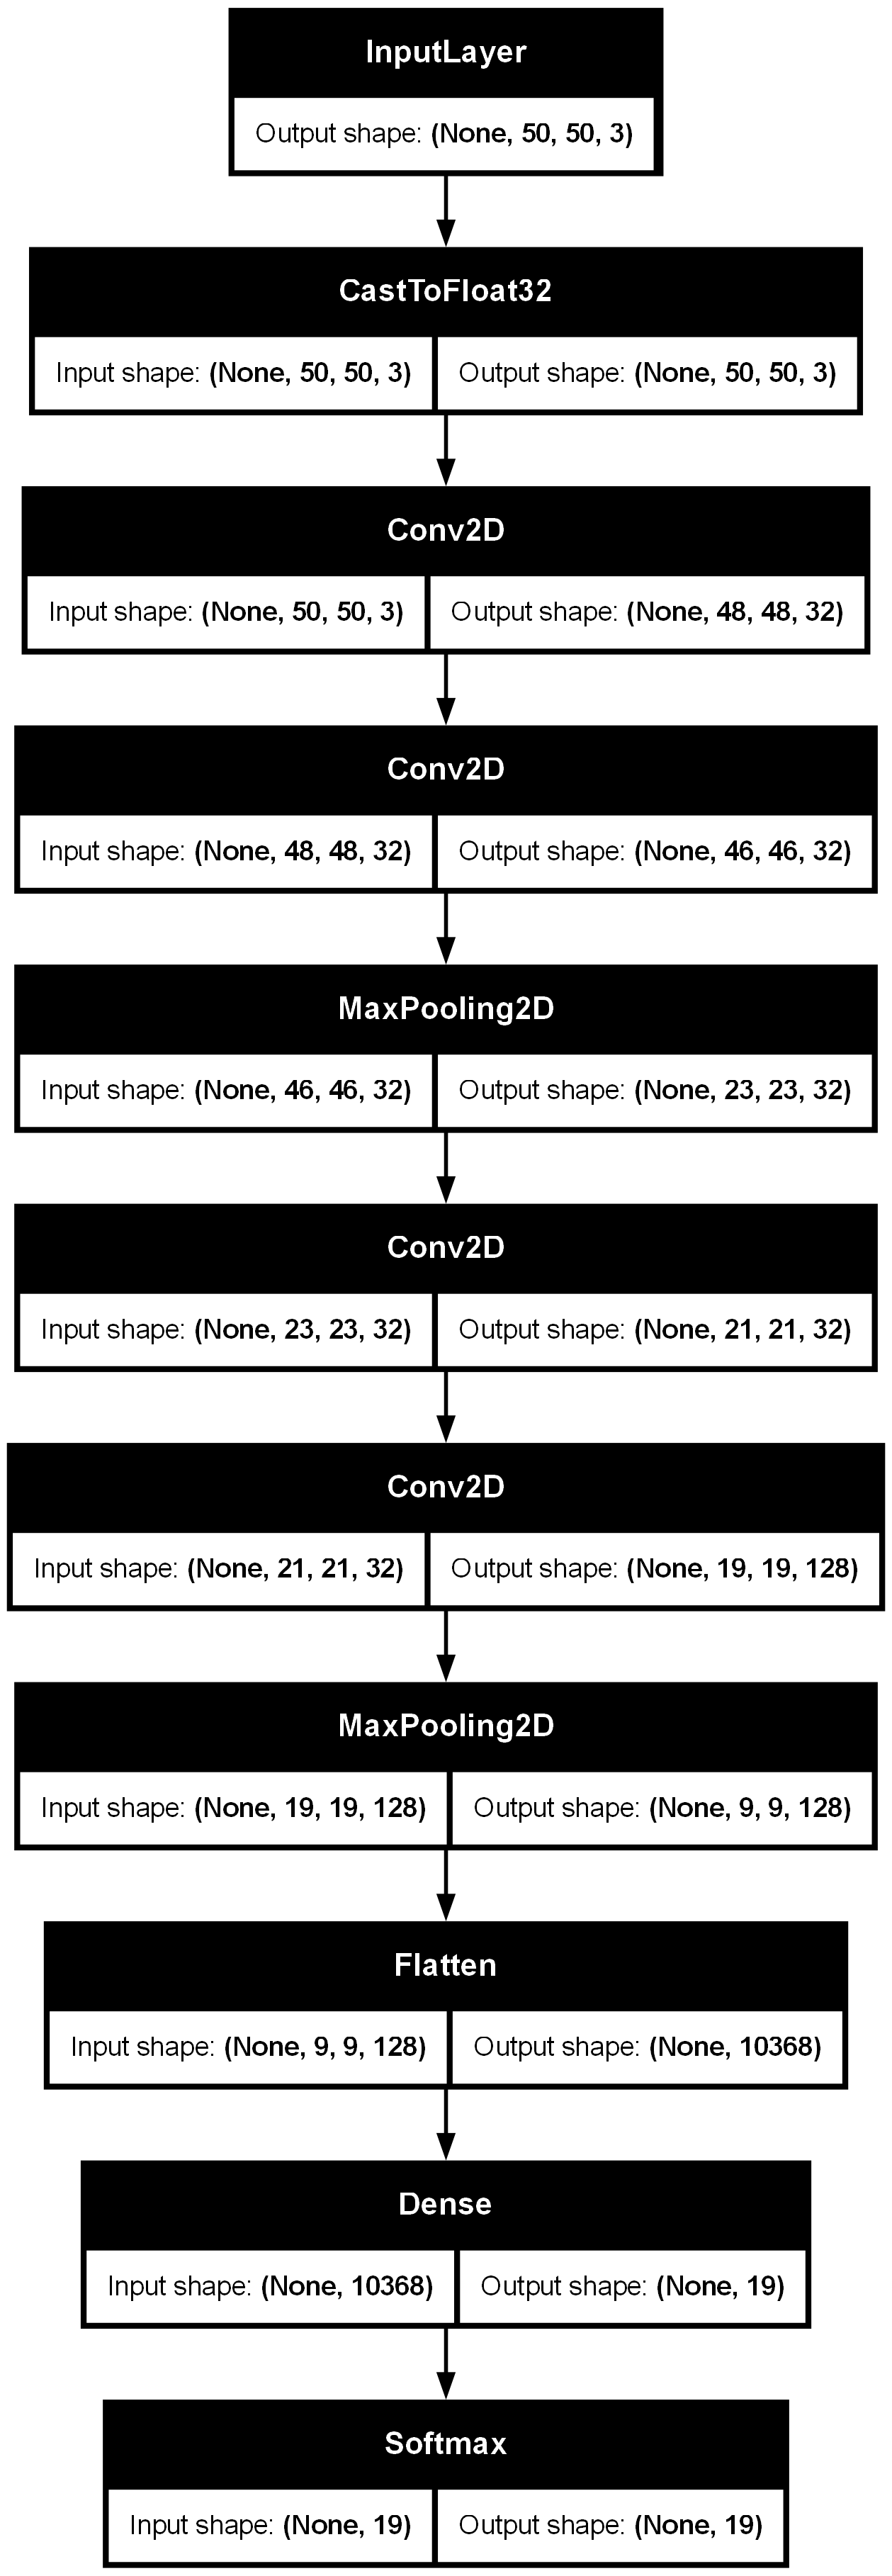 InputLayer
Output shape: (None, 50, 50, 3)
CastToFloat32
Input shape: (None, 50, 50, 3) Output shape: (None, 50, 50, 3)
Conv2D
Input shape: (None, 50, 50, 3) Output shape: (None, 48, 48, 32)
Conv2D
Input shape: (None, 48, 48, 32) Output shape: (None, 46, 46, 32)
MaxPooling2D
Input shape: (None, 46, 46, 32) Output shape: (None, 23, 23, 32)
Conv2D
Input shape: (None, 23, 23, 32) Output shape: (None, 21, 21, 32)
Conv2D
Input shape: (None, 21, 21, 32) Output shape: (None, 19, 19, 128)
MaxPooling2D
Input shape: (None, 19, 19, 128) Output shape: (None, 9, 9, 128)
Flatten
Input shape: (None, 9, 9, 128) Output shape: (None, 10368)
Dense
Input shape: (None, 10368) Output shape: (None, 19)
Softmax
Input shape: (None, 19) Output shape: (None, 19)